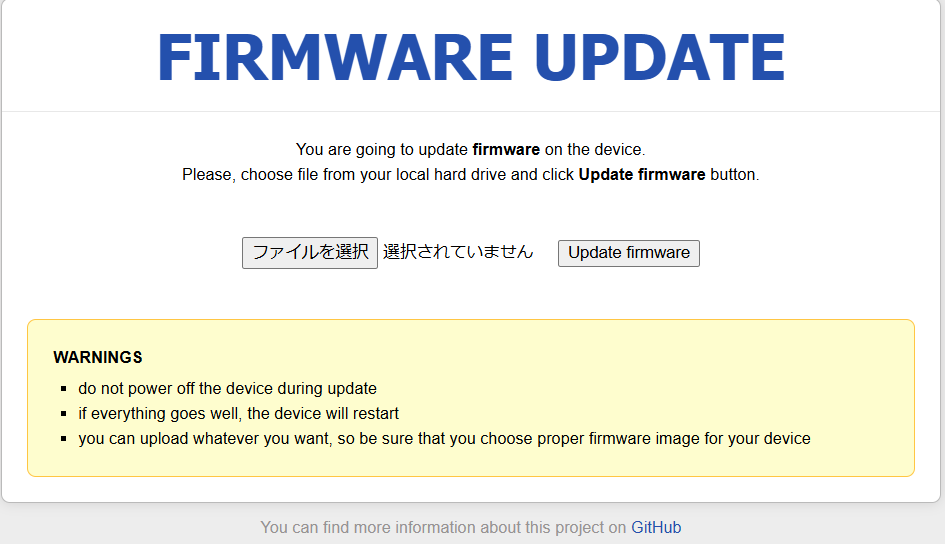 FIRMWARE UPDATE
You are going to update firmware on the device.
Please, choose file from your local hard drive and click Update firmware button.
ファイルを選択 選択されていません Update firmware
WARNINGS
▪ do not power off the device during update
▪ if everything goes well, the device will restart
▪ you can upload whatever you want, so be sure that you choose proper firmware image for your device
You can find more information about this project on GitHub